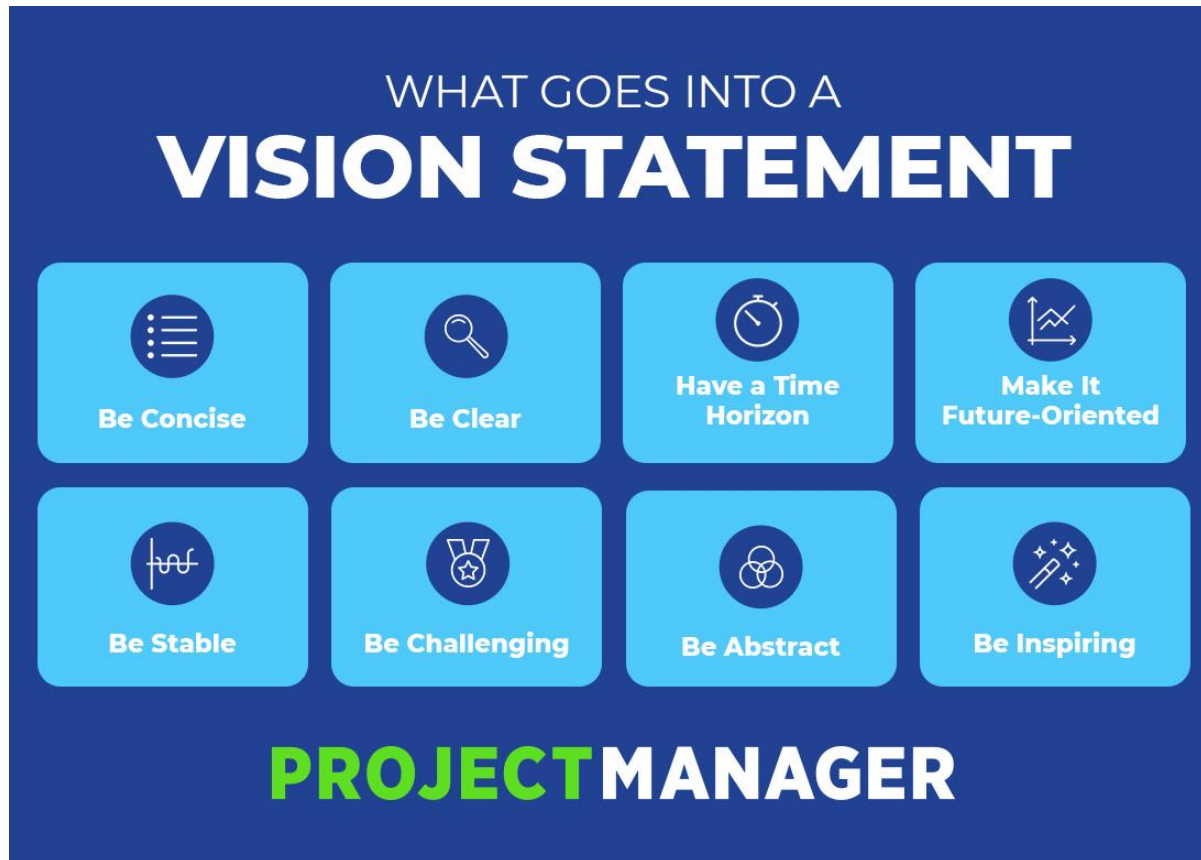 WHAT GOES INTO A
VISION STATEMENT
Be Concise
Be Clear
Have a Time
Horizon
Make It
Future-Oriented
Be Stable
Be Challenging
Be Abstract
Be Inspiring
PROJECTMANAGER